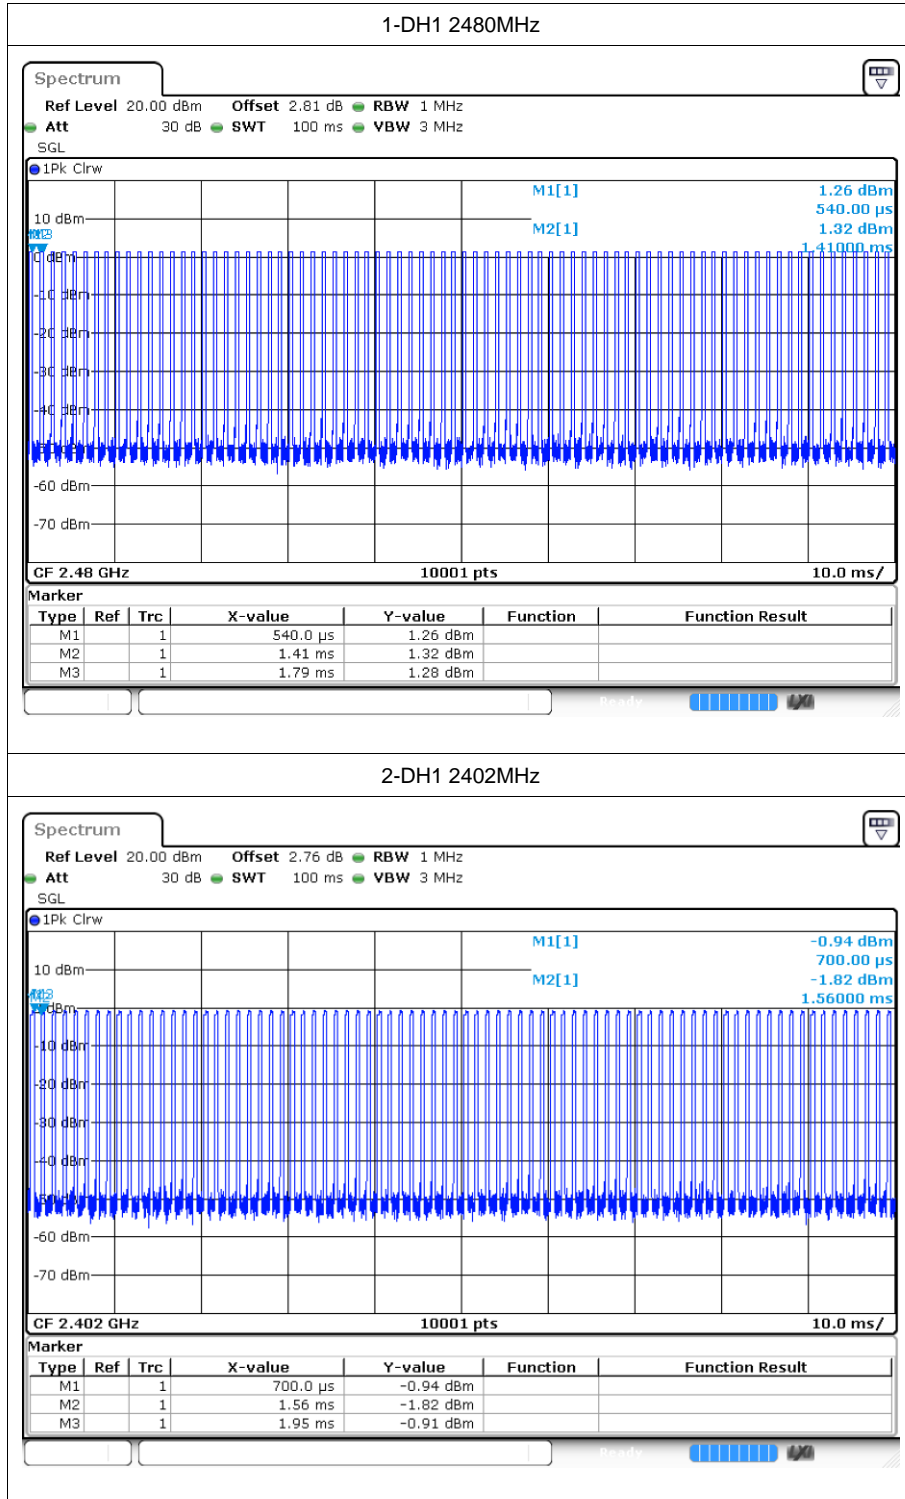 1-DH1 2480MHz
Spectrum
Ref Level 20.00 dBm Offset 2.81 dB RBW 1 MHz
Att 30 dB SWT 100 ms VBW 3 MHz
SGL
1Pk Clrw
M1[1] 1.26 dBm
540.00 µs
10 dBm
M2[1] 1.32 dBm
1.41000 ms
0 dBm
-10 dBm
-20 dBm
-30 dBm
-40 dBm
-60 dBm
-70 dBm
CF 2.48 GHz 10001 pts 10.0 ms/
Marker
Type Ref Trc X-value Y-value Function Function Result
M1 1 540.0 µs 1.26 dBm
M2 1 1.41 ms 1.32 dBm
M3 1 1.79 ms 1.28 dBm
Ready LXI
2-DH1 2402MHz
Spectrum
Ref Level 20.00 dBm Offset 2.76 dB RBW 1 MHz
Att 30 dB SWT 100 ms VBW 3 MHz
SGL
1Pk Clrw
M1[1] -0.94 dBm
700.00 µs
10 dBm
M2[1] -1.82 dBm
1.56000 ms
-10 dBm
-20 dBm
-30 dBm
-40 dBm
-60 dBm
-70 dBm
CF 2.402 GHz 10001 pts 10.0 ms/
Marker
Type Ref Trc X-value Y-value Function Function Result
M1 1 700.0 µs -0.94 dBm
M2 1 1.56 ms -1.82 dBm
M3 1 1.95 ms -0.91 dBm
Ready LXI